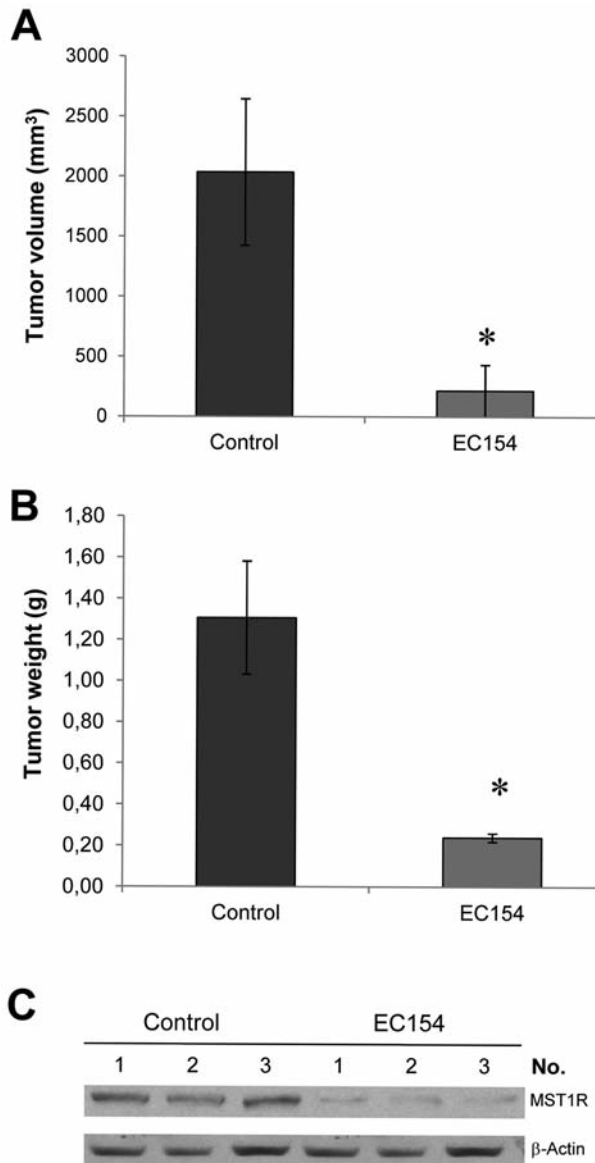 A
Tumor volume (mm³)
3000
2500
2000
1500
1000
500
0
*
Control EC154
B
Tumor weight (g)
1,80
1,60
1,40
1,20
1,00
0,80
0,60
0,40
0,20
0,00
*
Control EC154
C
Control EC154
1 2 3 1 2 3 No.
MST1R
β-Actin